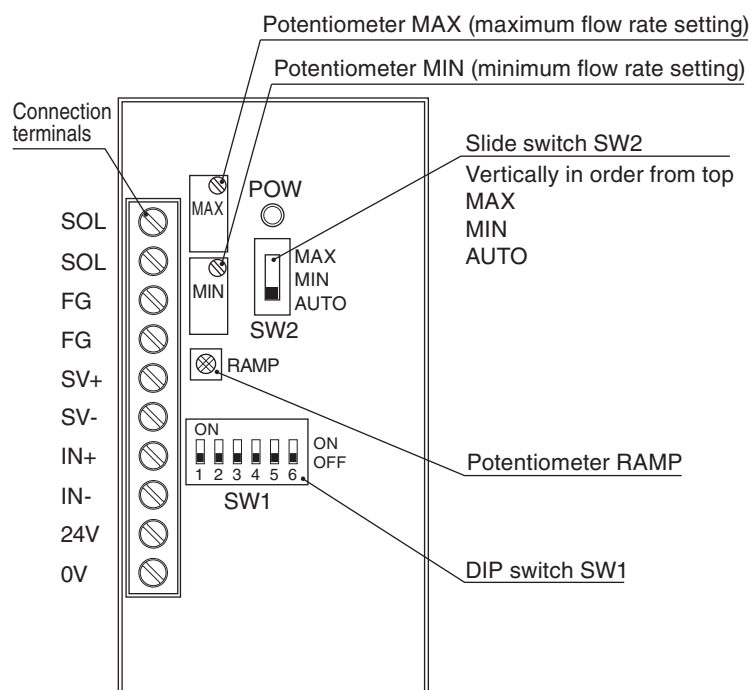 Potentiometer MAX (maximum flow rate setting)
Potentiometer MIN (minimum flow rate setting)
Connection
terminals
Slide switch SW2
Vertically in order from top
MAX
MIN
AUTO
MAX
POW
MIN
MAX
MIN
AUTO
SW2
RAMP
SOL
SOL
FG
FG
SV+
SV-
IN+
IN-
24V
0V
ON
ON
OFF
1 2 3 4 5 6
SW1
Potentiometer RAMP
DIP switch SW1